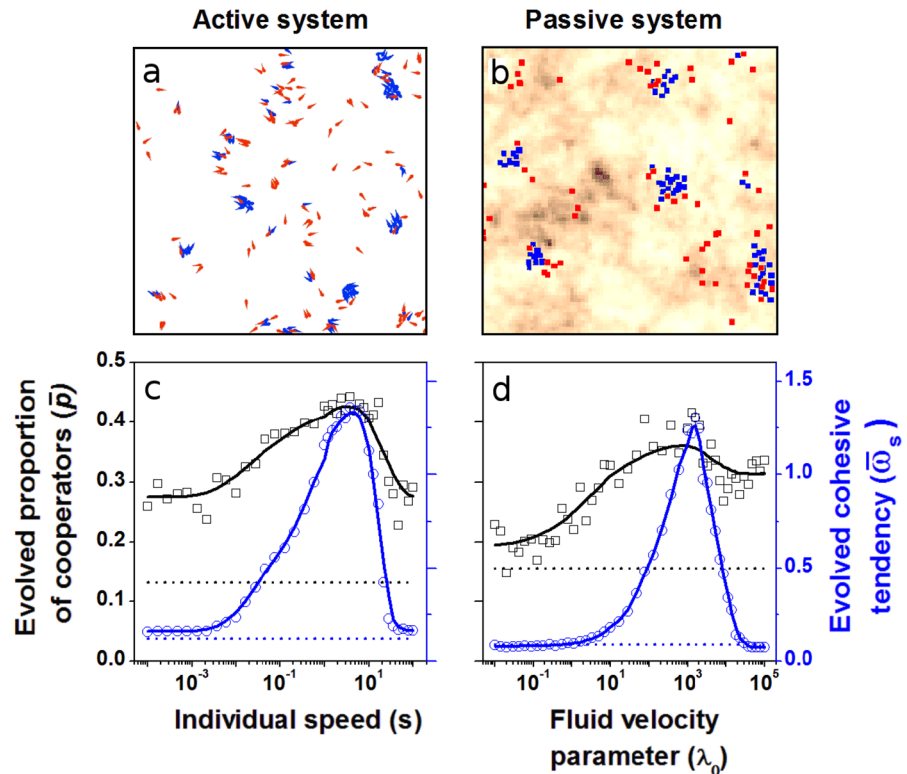 Active system
Passive system
a
b
c
d
0.5
0.4
0.3
0.2
0.1
0.0
Evolved proportion
of cooperators (p̄)
10⁻³
10⁻¹
10¹
Individual speed (s)
10⁻¹
10¹
10³
10⁵
Fluid velocity
parameter (λ₀)
1.5
1.0
0.5
0.0
Evolved cohesive
tendency (ω̄ₛ)